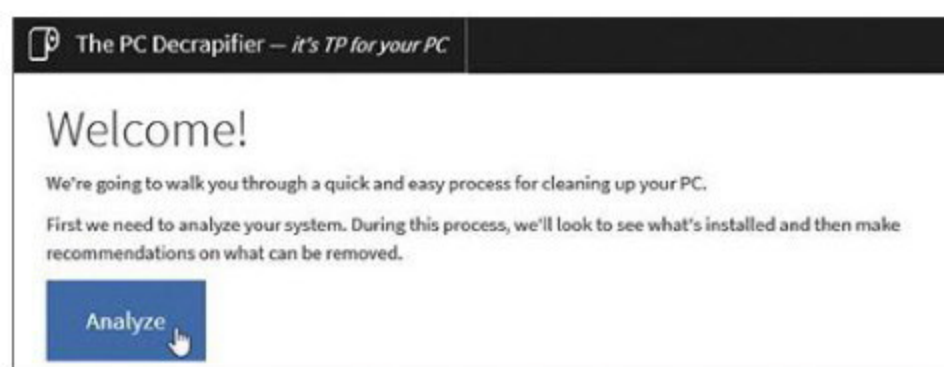 The PC Decrapifier — it's TP for your PC
Welcome!
We're going to walk you through a quick and easy process for cleaning up your PC.
First we need to analyze your system. During this process, we'll look to see what's installed and then make
recommendations on what can be removed.
Analyze